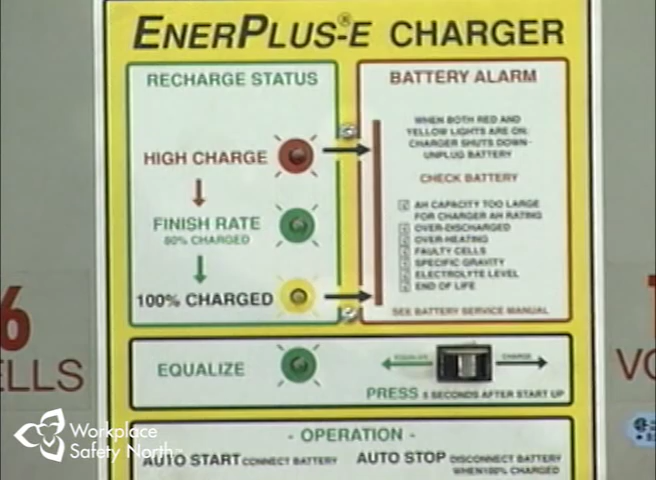 ENERPLUS-E CHARGER
®
RECHARGE STATUS
HIGH CHARGE
FINISH RATE
80% CHARGED
100% CHARGED
BATTERY ALARM
WHEN BOTH RED AND
YELLOW LIGHTS ARE ON:
CHARGER SHUTS DOWN-
UNPLUG BATTERY
CHECK BATTERY
AH CAPACITY TOO LARGE
FOR CHARGER AH RATING
OVER-DISCHARGED
OVER-HEATING
FAULTY CELLS
SPECIFIC GRAVITY
ELECTROLYTE LEVEL
END OF LIFE
SEE BATTERY SERVICE MANUAL
%
ELLS
VO
EQUALIZE
EQUALIZE
CHARGE
PRESS 5 SECONDS AFTER START UP
- OPERATION -
AUTO START CONNECT BATTERY
AUTO STOP DISCONNECT BATTERY
WHEN 100% CHARGED
Workplace
Safety North